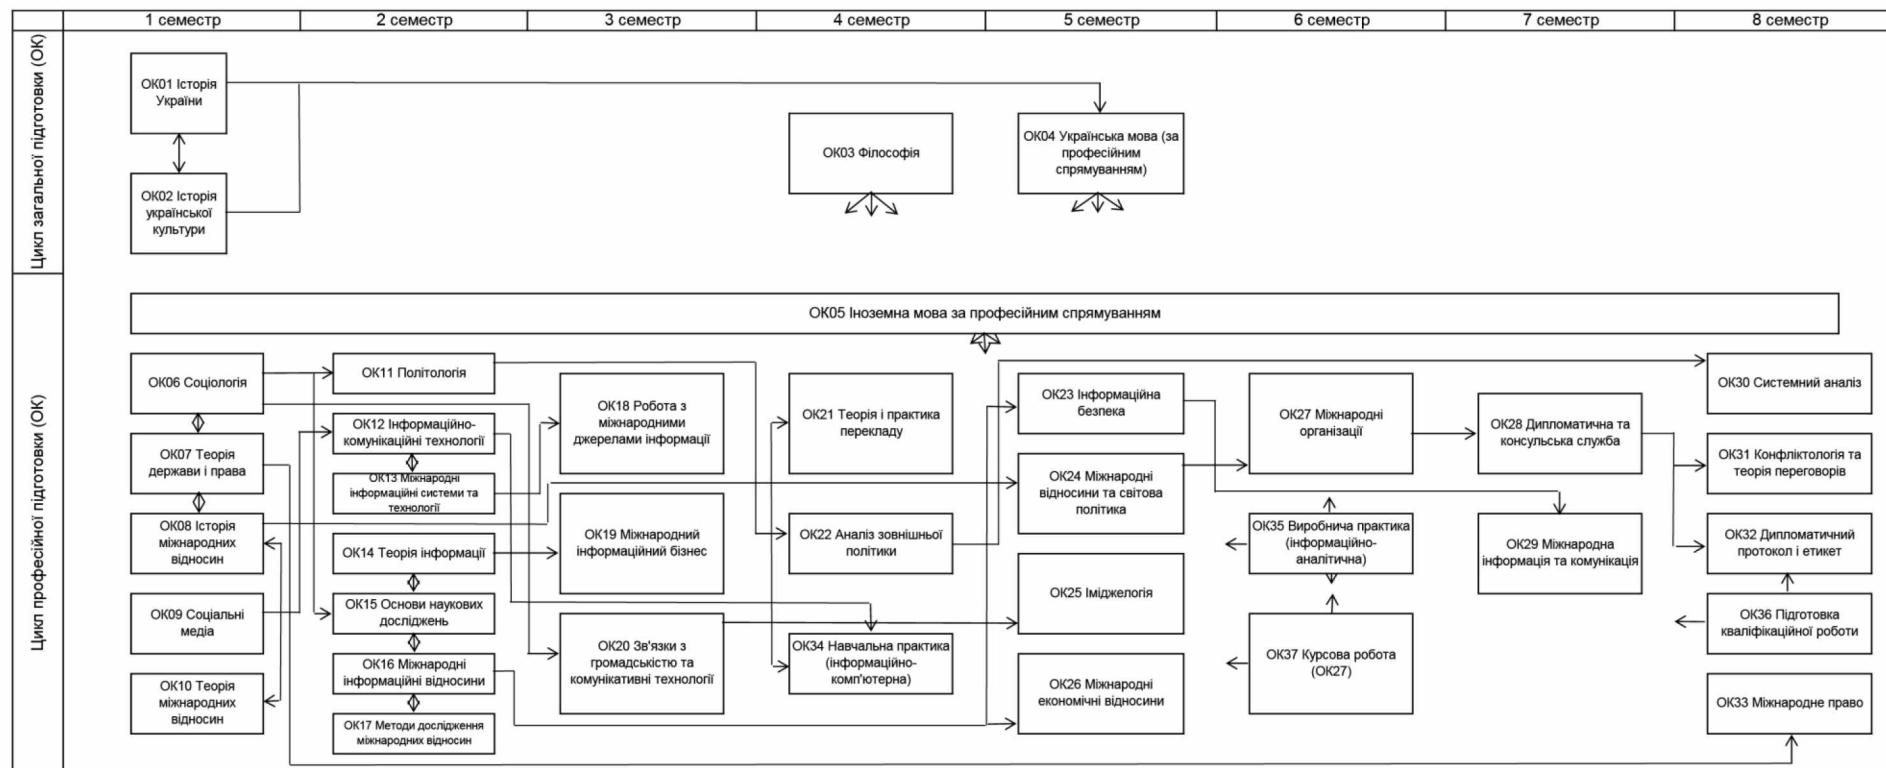 1 семестр
2 семестр
3 семестр
4 семестр
5 семестр
6 семестр
7 семестр
8 семестр
Цикл загальної підготовки (ОК)
ОК01 Історія
України
ОК02 Історія
української
культури
ОК03 Філософія
ОК04 Українська мова (за
професійним
спрямуванням)
Цикл професійної підготовки (ОК)
ОК05 Іноземна мова за професійним спрямуванням
ОК06 Соціологія
ОК07 Теорія
держави і права
ОК08 Історія
міжнародних
відносин
ОК09 Соціальні
медіа
ОК10 Теорія
міжнародних
відносин
ОК11 Політологія
ОК12 Інформаційно-
комунікаційні технології
ОК13 Міжнародні
інформаційні системи та
технології
ОК14 Теорія інформації
ОК15 Основи наукових
досліджень
ОК16 Міжнародні
інформаційні відносини
ОК17 Методи дослідження
міжнародних відносин
ОК18 Робота з
міжнародними
джерелами інформації
ОК19 Міжнародний
інформаційний бізнес
ОК20 Зв'язки з
громадськістю та
комунікативні технології
ОК21 Теорія і практика
перекладу
ОК22 Аналіз зовнішньої
політики
ОК34 Навчальна практика
(інформаційно-
комп'ютерна)
ОК23 Інформаційна
безпека
ОК24 Міжнародні
відносини та світова
політика
ОК25 Іміджелогія
ОК26 Міжнародні
економічні відносини
ОК27 Міжнародні
організації
ОК35 Виробнича практика
(інформаційно-
аналітична)
ОК37 Курсова робота
(ОК27)
ОК28 Дипломатична та
консульська служба
ОК29 Міжнародна
інформація та комунікація
ОК30 Системний аналіз
ОК31 Конфліктологія та
теорія переговорів
ОК32 Дипломатичний
протокол і етикет
ОК36 Підготовка
кваліфікаційної роботи
ОК33 Міжнародне право